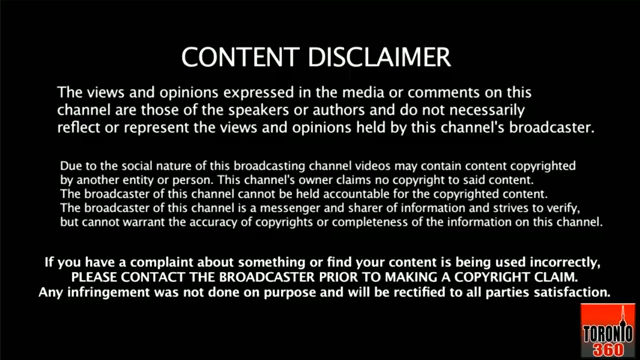 CONTENT DISCLAIMER
The views and opinions expressed in the media or comments on this
channel are those of the speakers or authors and do not necessarily
reflect or represent the views and opinions held by this channel's broadcaster.
Due to the social nature of this broadcasting channel videos may contain content copyrighted
by another entity or person. This channel's owner claims no copyright to said content.
The broadcaster of this channel cannot be held accountable for the copyrighted content.
The broadcaster of this channel is a messenger and sharer of information and strives to verify,
but cannot warrant the accuracy of copyrights or completeness of the information on this channel.
If you have a complaint about something or find your content is being used incorrectly,
PLEASE CONTACT THE BROADCASTER PRIOR TO MAKING A COPYRIGHT CLAIM.
Any infringement was not done on purpose and will be rectified to all parties satisfaction.
TORONTO
360